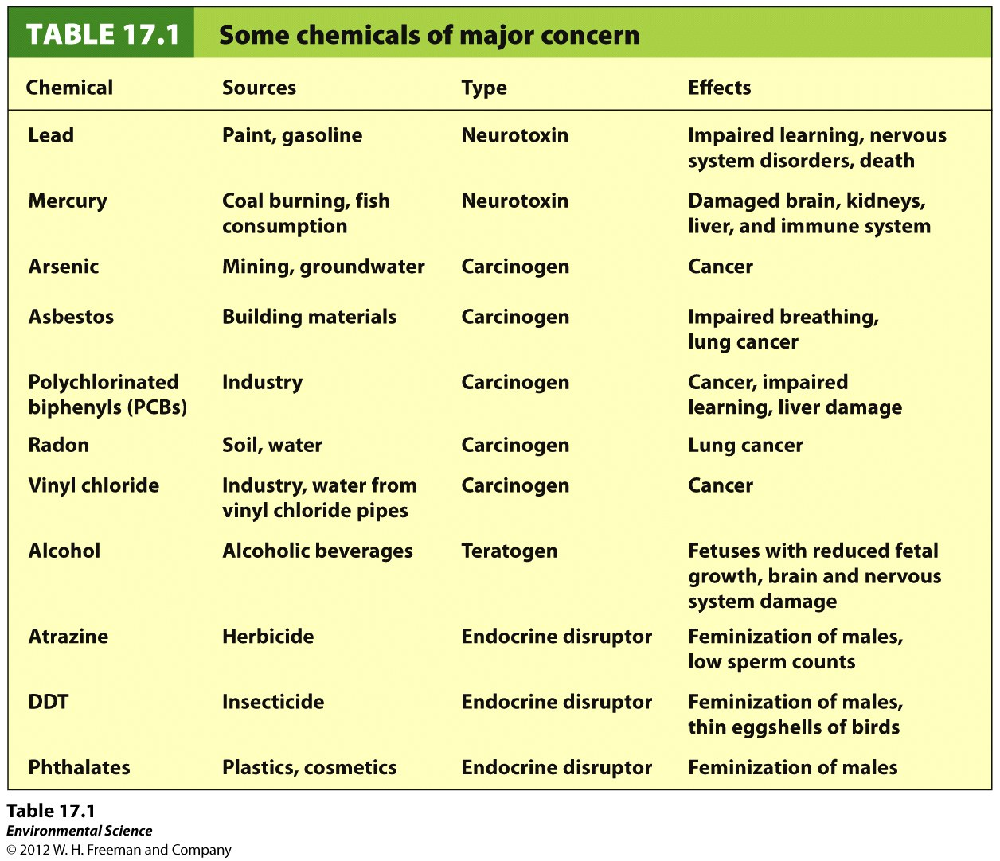 TABLE 17.1 Some chemicals of major concern
Chemical Sources Type Effects
Lead Paint, gasoline Neurotoxin Impaired learning, nervous
system disorders, death
Mercury Coal burning, fish Neurotoxin Damaged brain, kidneys,
consumption liver, and immune system
Arsenic Mining, groundwater Carcinogen Cancer
Asbestos Building materials Carcinogen Impaired breathing,
lung cancer
Polychlorinated Industry Carcinogen Cancer, impaired
biphenyls (PCBs) learning, liver damage
Radon Soil, water Carcinogen Lung cancer
Vinyl chloride Industry, water from Carcinogen Cancer
vinyl chloride pipes
Alcohol Alcoholic beverages Teratogen Fetuses with reduced fetal
growth, brain and nervous
system damage
Atrazine Herbicide Endocrine disruptor Feminization of males,
low sperm counts
DDT Insecticide Endocrine disruptor Feminization of males,
thin eggshells of birds
Phthalates Plastics, cosmetics Endocrine disruptor Feminization of males
Table 17.1
Environmental Science
© 2012 W. H. Freeman and Company